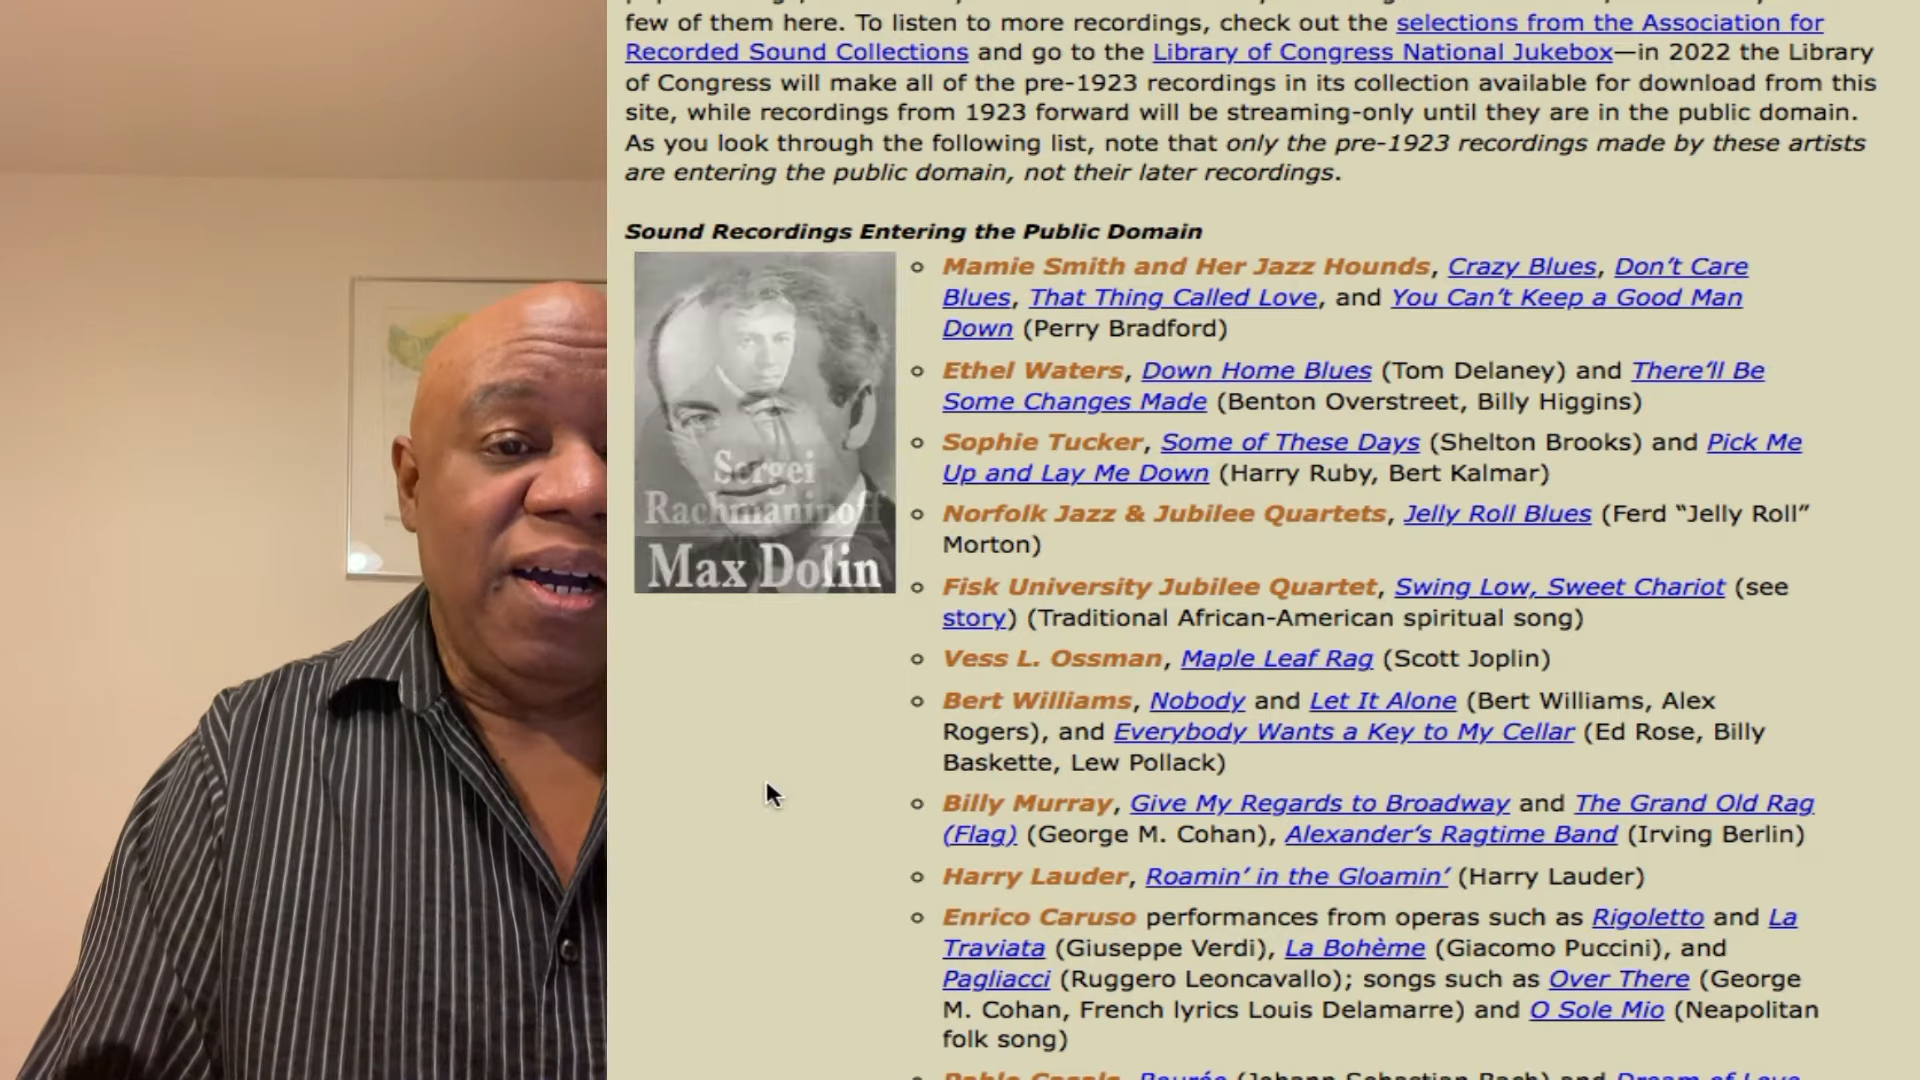 few of them here. To listen to more recordings, check out the selections from the Association for
Recorded Sound Collections and go to the Library of Congress National Jukebox—in 2022 the Library
of Congress will make all of the pre-1923 recordings in its collection available for download from this
site, while recordings from 1923 forward will be streaming-only until they are in the public domain.
As you look through the following list, note that only the pre-1923 recordings made by these artists
are entering the public domain, not their later recordings.
Sound Recordings Entering the Public Domain
Sergei
Rachmaninoff
Max Dolin
Mamie Smith and Her Jazz Hounds, Crazy Blues, Don’t Care
Blues, That Thing Called Love, and You Can’t Keep a Good Man
Down (Perry Bradford)
Ethel Waters, Down Home Blues (Tom Delaney) and There’ll Be
Some Changes Made (Benton Overstreet, Billy Higgins)
Sophie Tucker, Some of These Days (Shelton Brooks) and Pick Me
Up and Lay Me Down (Harry Ruby, Bert Kalmar)
Norfolk Jazz & Jubilee Quartets, Jelly Roll Blues (Ferd “Jelly Roll”
Morton)
Fisk University Jubilee Quartet, Swing Low, Sweet Chariot (see
story) (Traditional African-American spiritual song)
Vess L. Ossman, Maple Leaf Rag (Scott Joplin)
Bert Williams, Nobody and Let It Alone (Bert Williams, Alex
Rogers), and Everybody Wants a Key to My Cellar (Ed Rose, Billy
Baskette, Lew Pollack)
Billy Murray, Give My Regards to Broadway and The Grand Old Rag
(Flag) (George M. Cohan), Alexander’s Ragtime Band (Irving Berlin)
Harry Lauder, Roamin’ in the Gloamin’ (Harry Lauder)
Enrico Caruso performances from operas such as Rigoletto and La
Traviata (Giuseppe Verdi), La Bohème (Giacomo Puccini), and
Pagliacci (Ruggero Leoncavallo); songs such as Over There (George
M. Cohan, French lyrics Louis Delamarre) and O Sole Mio (Neapolitan
folk song)
Pablo Casals, Bourée (Johann Sebastian Bach) and Dream of Love